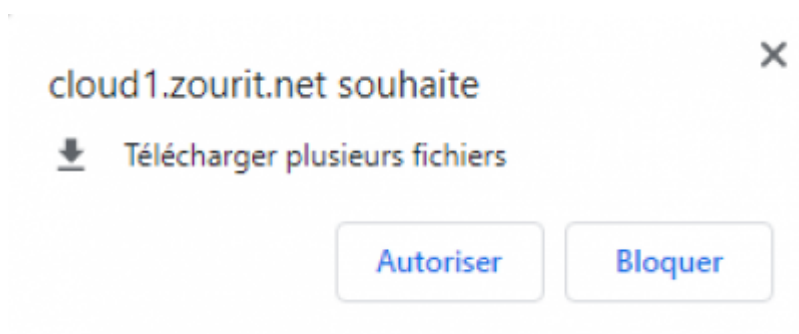 cloud1.zourit.net souhaite
Télécharger plusieurs fichiers
Autoriser
Bloquer